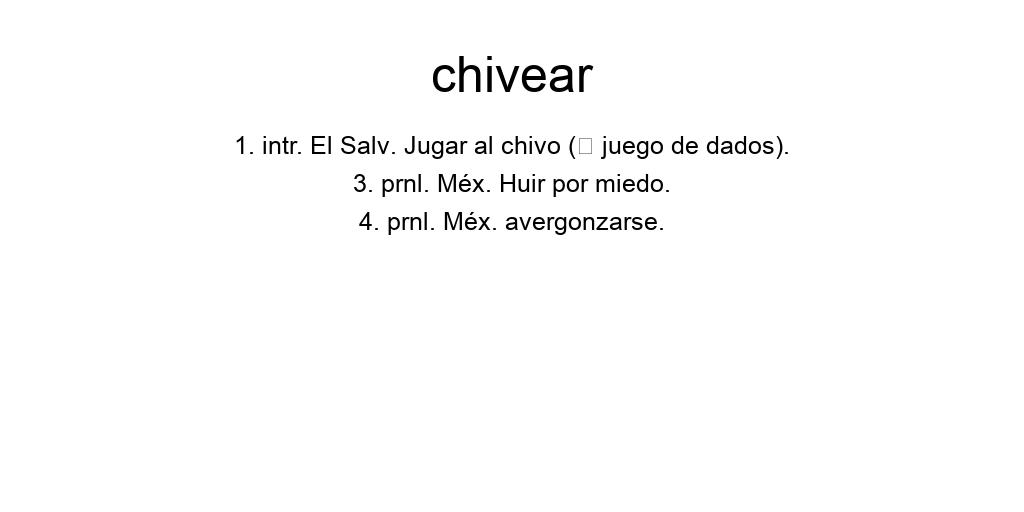 chivear
1. intr. El Salv. Jugar al chivo (□ juego de dados).
3. prnl. Méx. Huir por miedo.
4. prnl. Méx. avergonzarse.